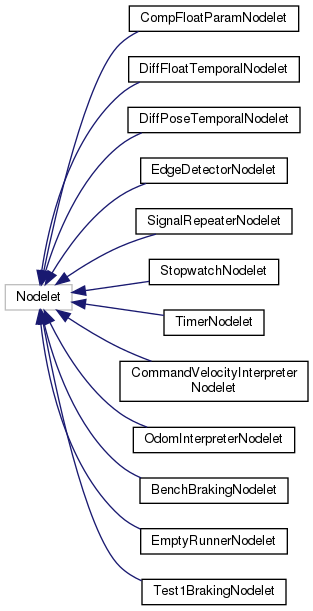 CompFloatParamNodelet
DiffFloatTemporalNodelet
DiffPoseTemporalNodelet
EdgeDetectorNodelet
SignalRepeaterNodelet
StopwatchNodelet
Nodelet
TimerNodelet
CommandVelocityInterpreter
Nodelet
OdomInterpreterNodelet
BenchBrakingNodelet
EmptyRunnerNodelet
Test1BrakingNodelet